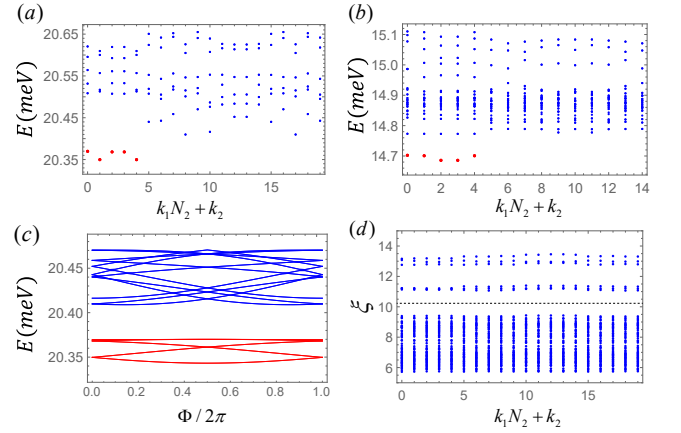 (a)
E(meV)
20.65
20.55
20.45
20.35
0 5 10 15
k₁N₂ + k₂
(b)
E(meV)
15.1
15.0
14.9
14.8
14.7
0 2 4 6 8 10 12 14
k₁N₂ + k₂
(c)
E(meV)
20.45
20.40
20.35
0.0 0.2 0.4 0.6 0.8 1.0
Φ / 2π
(d)
ξ
14
12
10
8
6
0 5 10 15
k₁N₂ + k₂